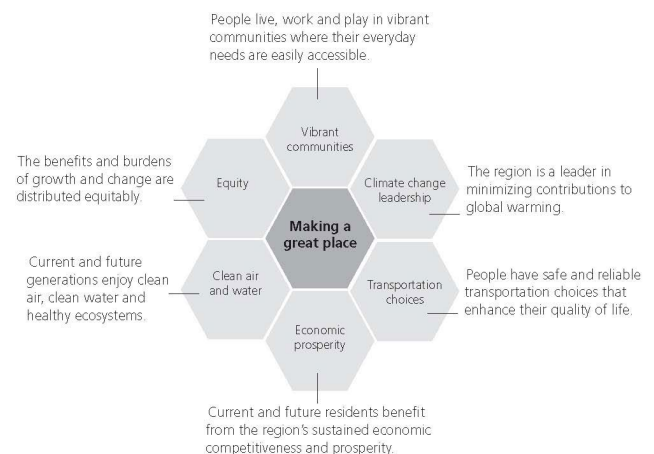 People live, work and play in vibrant
communities where their everyday
needs are easily accessible.
Vibrant
communities
The benefits and burdens
of growth and change are
distributed equitably.
Equity
Climate change
leadership
The region is a leader in
minimizing contributions to
global warming.
Making a
great place
Current and future
generations enjoy clean
air, clean water and
healthy ecosystems.
Clean air
and water
Transportation
choices
People have safe and reliable
transportation choices that
enhance their quality of life.
Economic
prosperity
Current and future residents benefit
from the region's sustained economic
competitiveness and prosperity.